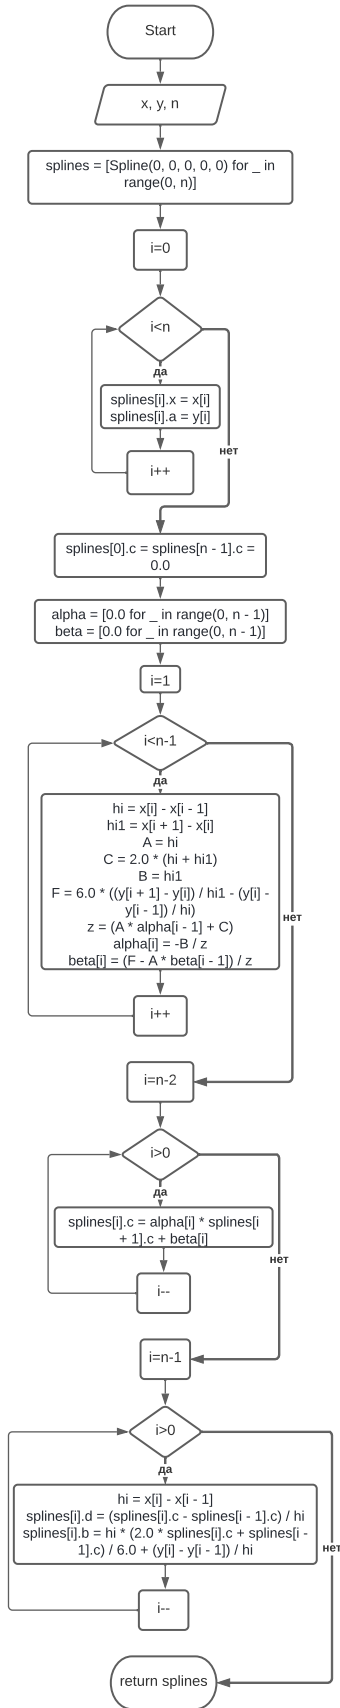 Start
x, y, n
splines = [Spline(0, 0, 0, 0, 0) for _ in
range(0, n)]
i=0
i<n
да
splines[i].x = x[i]
splines[i].a = y[i]
нет
i++
splines[0].c = splines[n - 1].c =
0.0
alpha = [0.0 for _ in range(0, n - 1)]
beta = [0.0 for _ in range(0, n - 1)]
i=1
i<n-1
да
hi = x[i] - x[i - 1]
hi1 = x[i + 1] - x[i]
A = hi
C = 2.0 * (hi + hi1)
B = hi1
F = 6.0 * ((y[i + 1] - y[i]) / hi1 - (y[i] -
y[i - 1]) / hi)
z = (A * alpha[i - 1] + C)
alpha[i] = -B / z
beta[i] = (F - A * beta[i - 1]) / z
нет
i++
i=n-2
i>0
да
splines[i].c = alpha[i] * splines[i
+ 1].c + beta[i]
нет
i--
i=n-1
i>0
да
hi = x[i] - x[i - 1]
splines[i].d = (splines[i].c - splines[i - 1].c) / hi
splines[i].b = hi * (2.0 * splines[i].c + splines[i -
1].c) / 6.0 + (y[i] - y[i - 1]) / hi
нет
i--
return splines